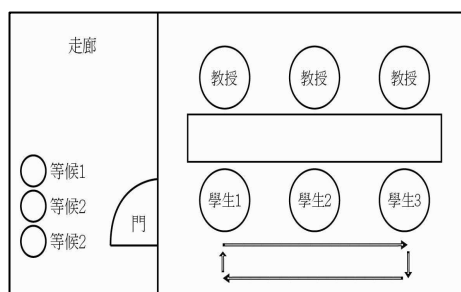 走廊
教授 教授 教授
等候1
等候2
等候2
門
學生1 學生2 學生3